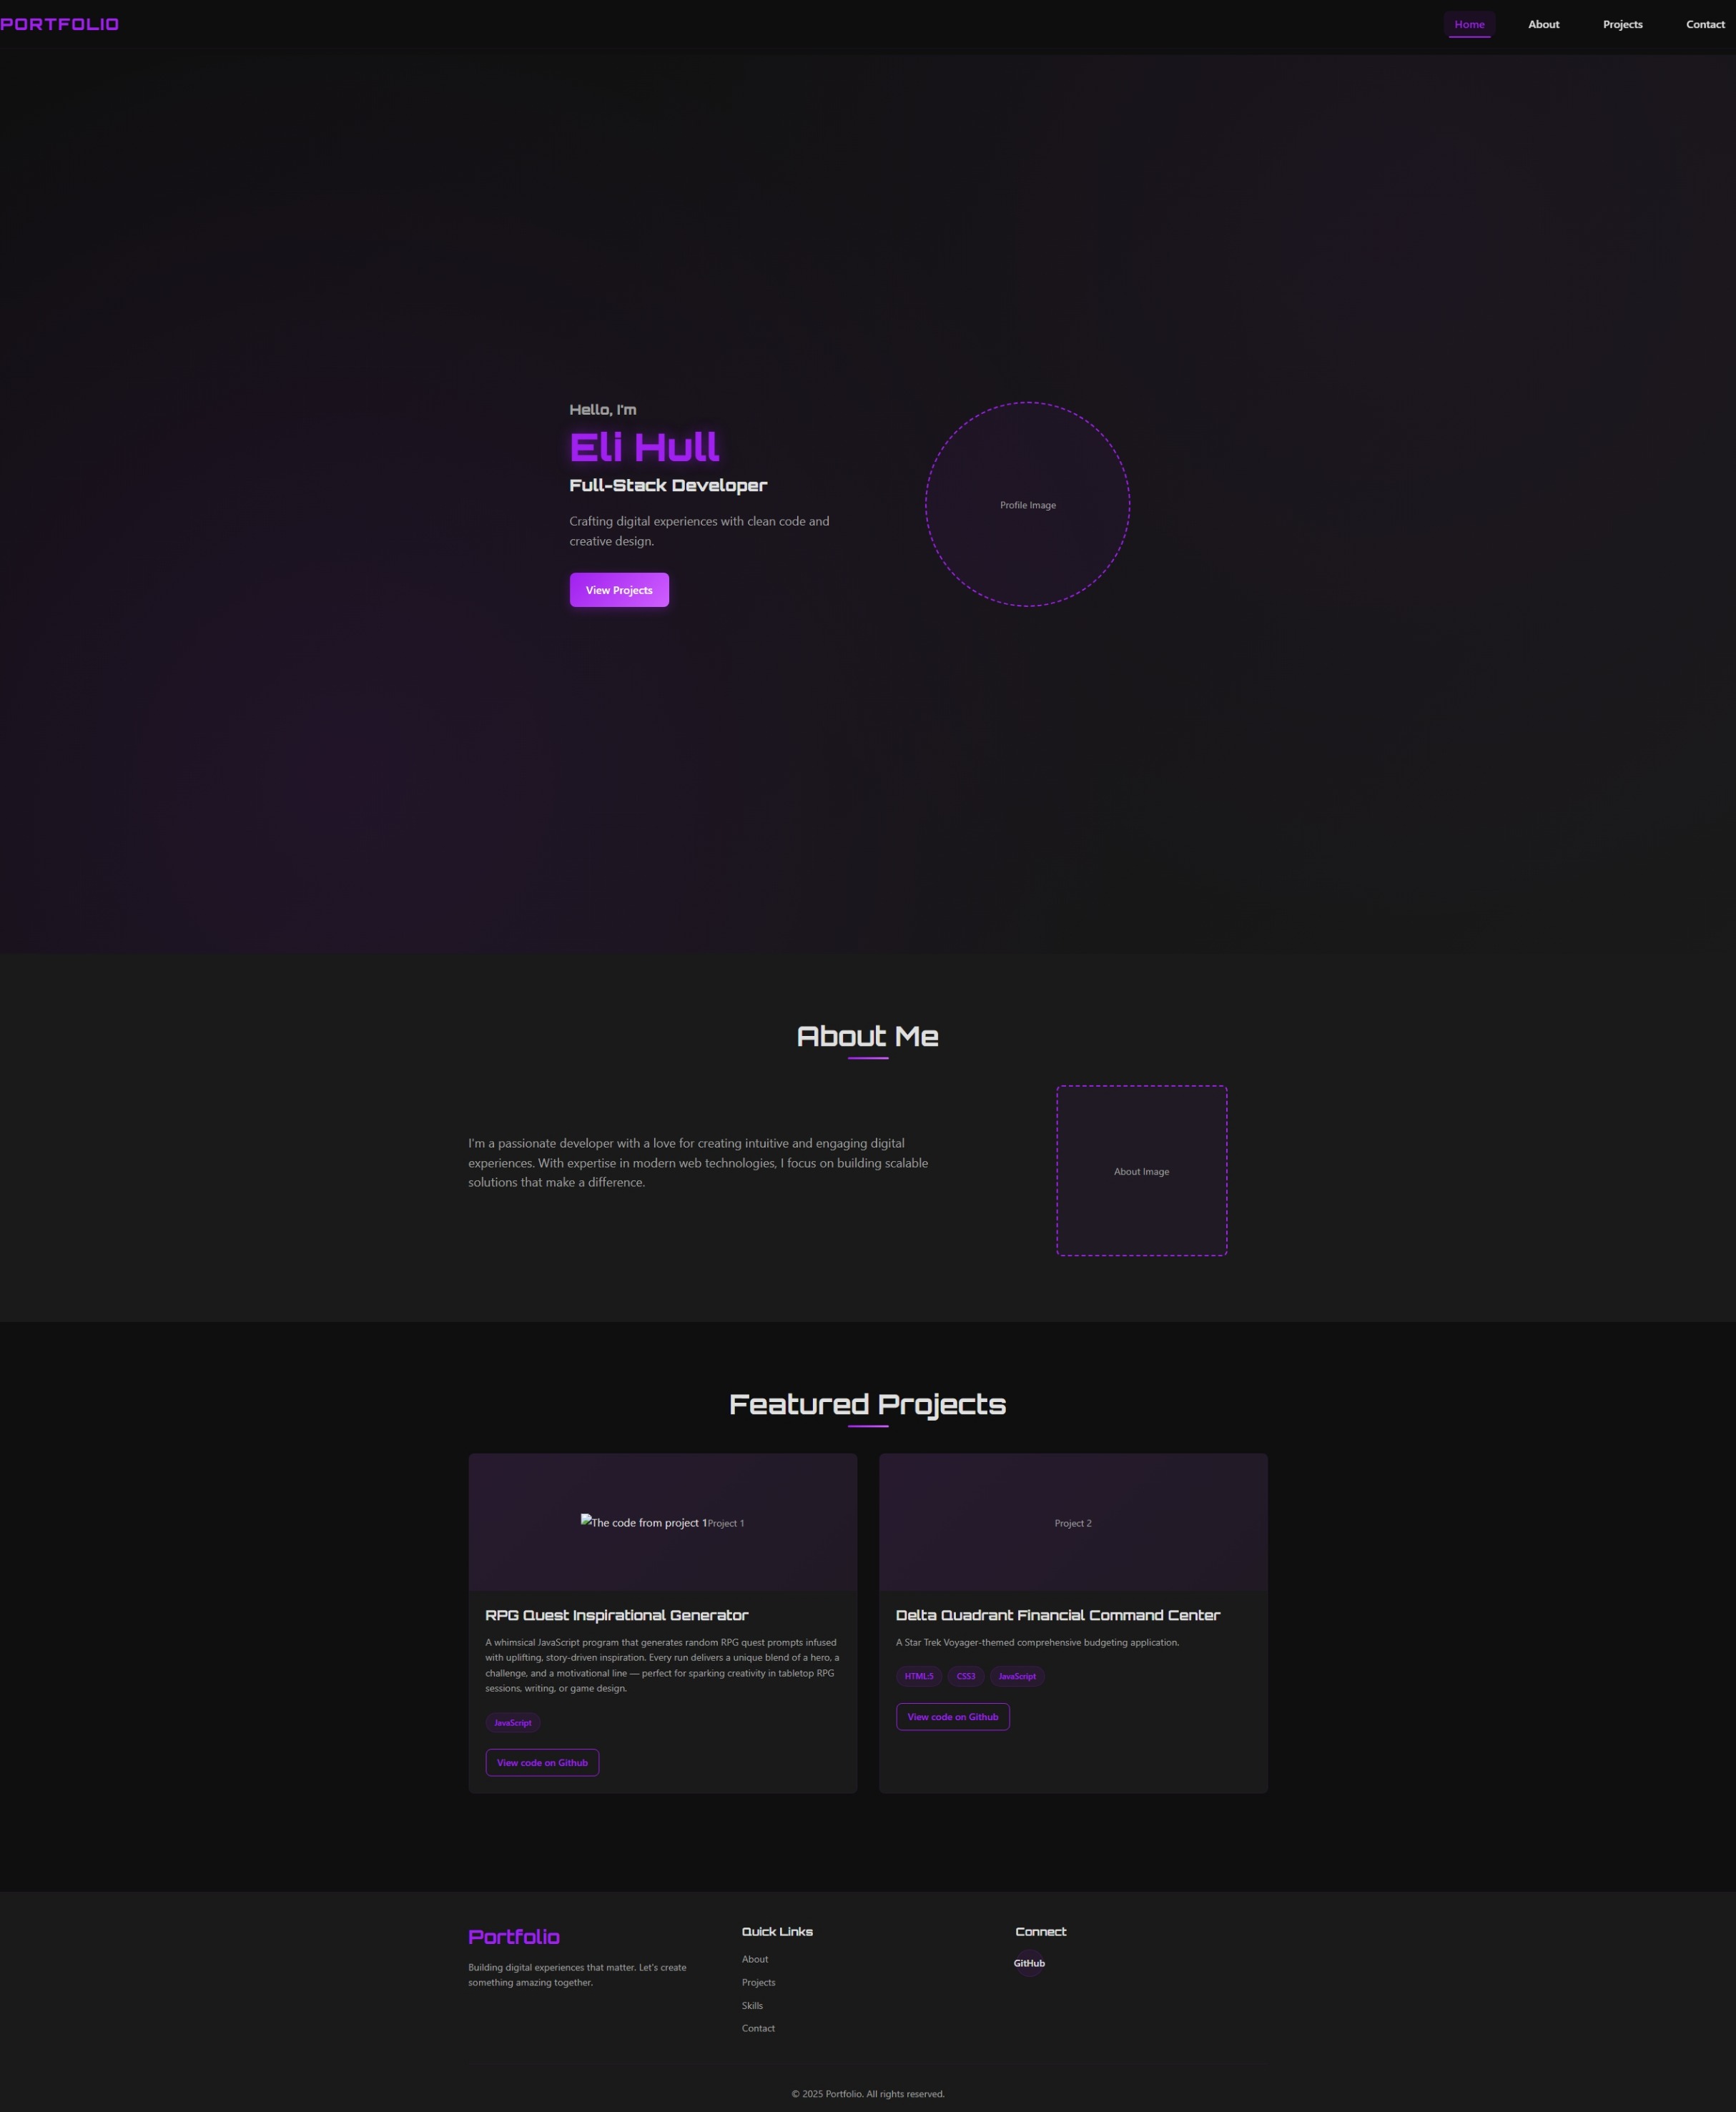 PORTFOLIO
Home About Projects Contact
Hello, I'm
Eli Hull
Full-Stack Developer
Crafting digital experiences with clean code and
creative design.
View Projects
Profile Image
About Me
I'm a passionate developer with a love for creating intuitive and engaging digital
experiences. With expertise in modern web technologies, I focus on building scalable
solutions that make a difference.
About Image
Featured Projects
The code from project 1Project 1
RPG Quest Inspirational Generator
A whimsical JavaScript program that generates random RPG quest prompts infused
with uplifting, story-driven inspiration. Every run delivers a unique blend of a hero, a
challenge, and a motivational line — perfect for sparking creativity in tabletop RPG
sessions, writing, or game design.
JavaScript
View code on Github
Project 2
Delta Quadrant Financial Command Center
A Star Trek Voyager-themed comprehensive budgeting application.
HTML:5 CSS3 JavaScript
View code on Github
Portfolio
Building digital experiences that matter. Let's create
something amazing together.
Quick Links
About
Projects
Skills
Contact
Connect
GitHub
© 2025 Portfolio. All rights reserved.